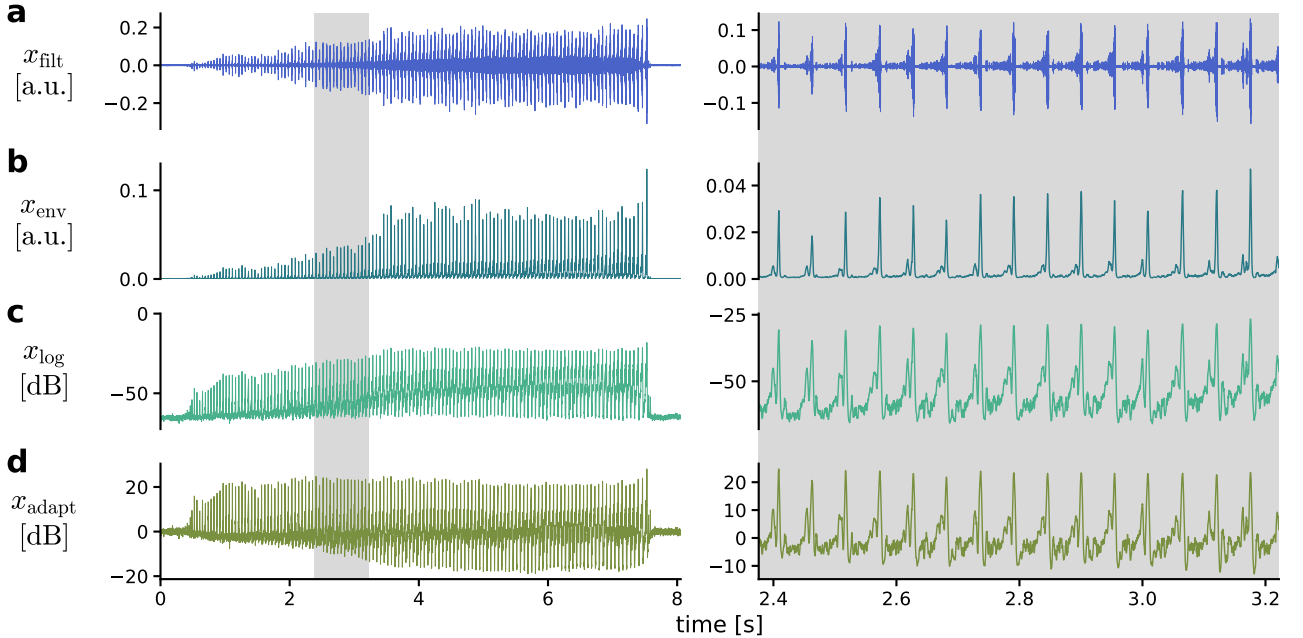 a
x_filt
[a.u.]
0.2
0.0
−0.2
0.1
0.0
−0.1
b
x_env
[a.u.]
0.1
0.0
0.04
0.02
0.00
c
x_log
[dB]
0
−50
−25
−50
d
x_adapt
[dB]
20
0
−20
20
10
0
−10
0 2 4 6 8
2.4 2.6 2.8 3.0 3.2
time [s]